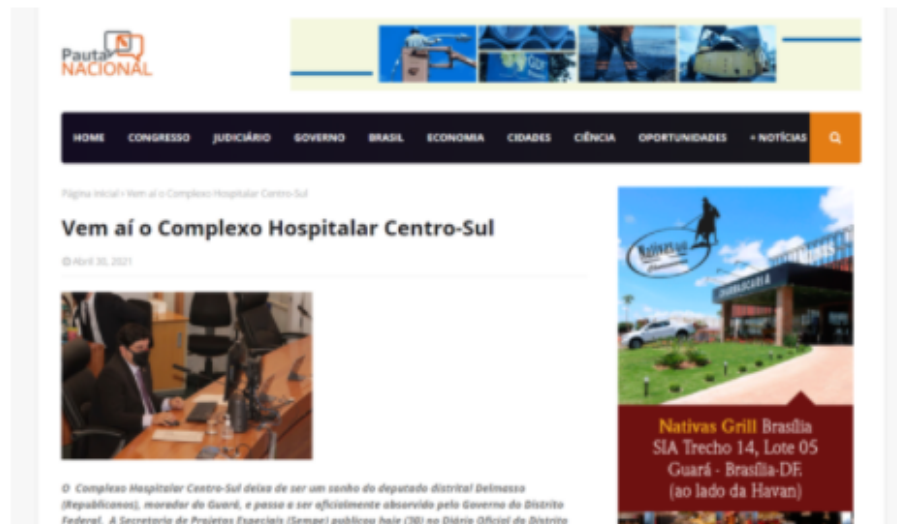 Pauta
NACIONAL
HOME CONGRESSO JUDICIÁRIO GOVERNO BRASIL ECONOMIA CIDADES CIÊNCIA OPORTUNIDADES + NOTÍCIAS
Página inicial › Vem aí o Complexo Hospitalar Centro-Sul
Vem aí o Complexo Hospitalar Centro-Sul
Abril 30, 2021
Nativas Grill
CHURRASCARIA
Nativas Grill Brasília
SIA Trecho 14, Lote 05
Guará - Brasília-DF.
(ao lado da Havan)
O Complexo Hospitalar Centro-Sul deixa de ser um sonho do deputado distrital Delmasso
(Republicanos), morador do Guará, e passa a ser oficialmente absorvido pelo Governo do Distrito
Federal. A Secretaria de Projetos Especiais (Sempe) publicou hoje (30) no Diário Oficial do Distrito